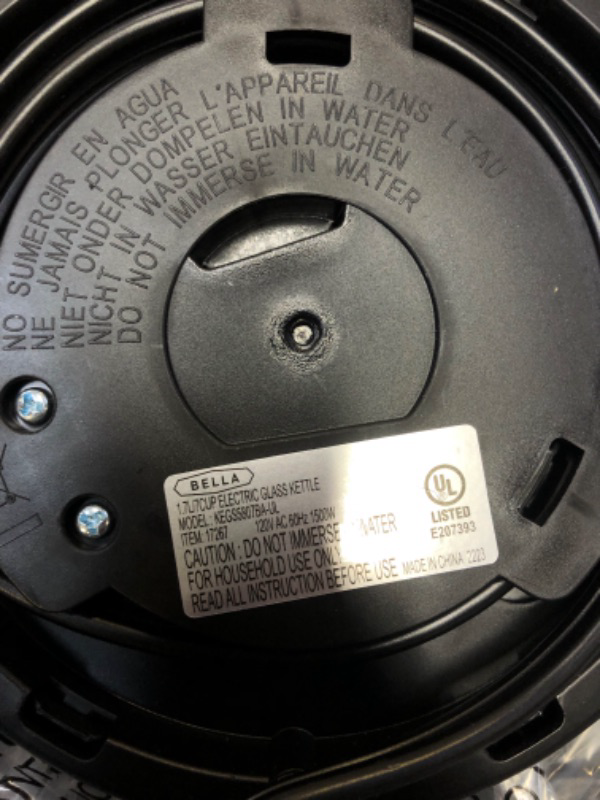 NO SUMERGIR EN AGUA
NE JAMAIS PLONGER L'APPAREIL DANS L'EAU
NIET ONDER DOMPELEN IN WATER
NICHT IN WASSER EINTAUCHEN
DO NOT IMMERSE IN WATER
BELLA
1.7L/7CUP ELECTRIC GLASS KETTLE
MODEL: KEGS5807BA-UL
ITEM: 17267 120V AC 60Hz 1500W
CAUTION: DO NOT IMMERSE WATER
FOR HOUSEHOLD USE ONLY
READ ALL INSTRUCTION BEFORE USE MADE IN CHINA 2223
UL
LISTED
E207393